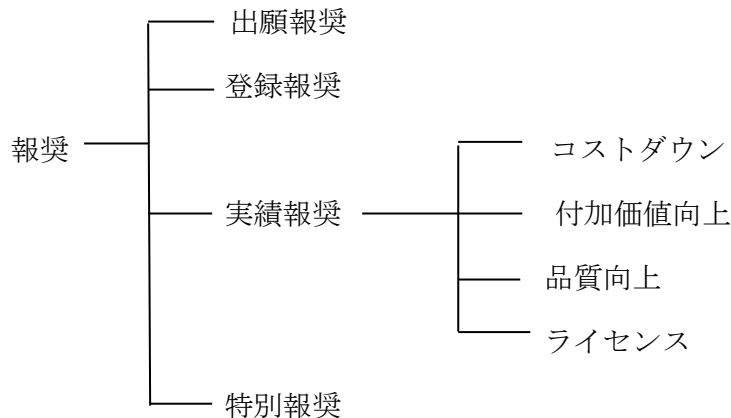 出願報奨
登録報奨
報奨
コストダウン
実績報奨
付加価値向上
品質向上
ライセンス
特別報奨